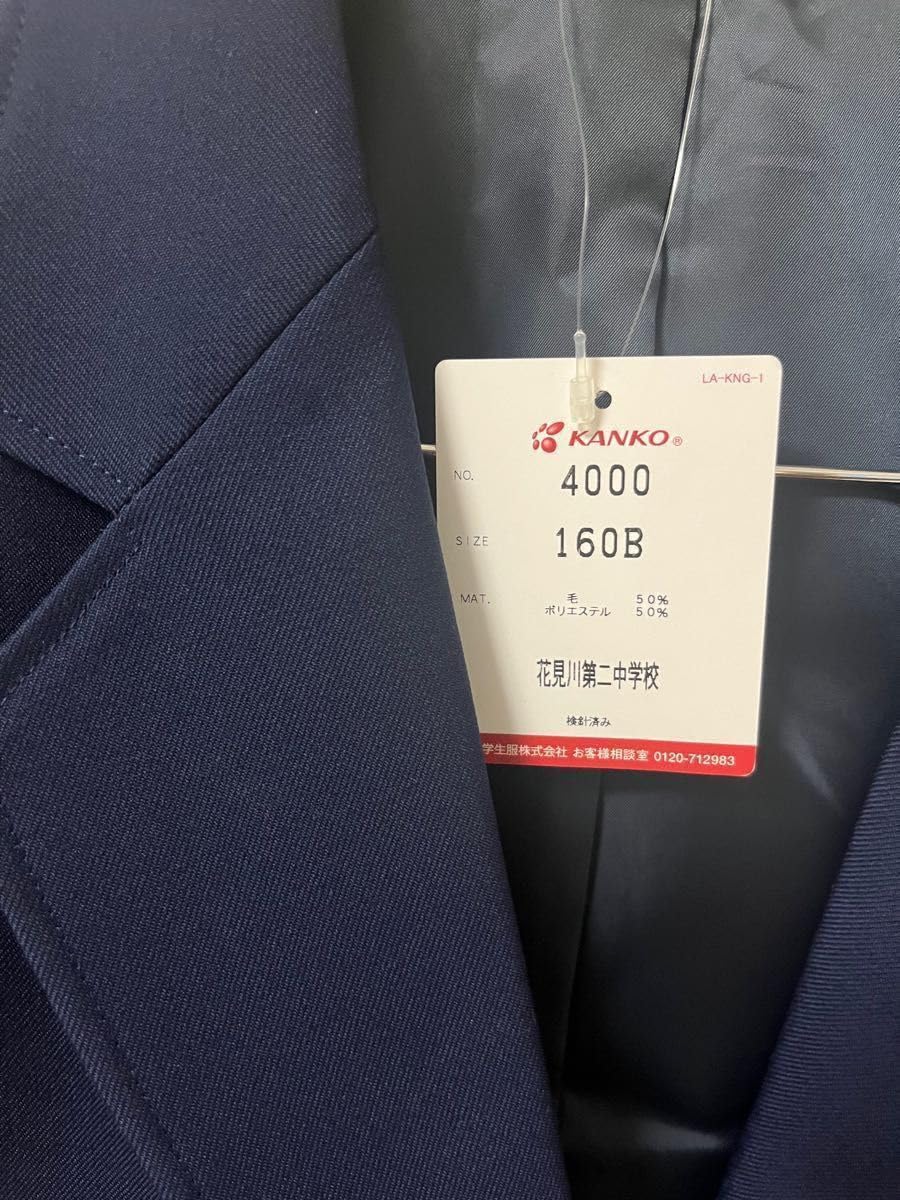 LA-KNG-1
KANKO®
NO. 4000
SIZE 160B
MAT. 毛 50%
ポリエステル 50%
花見川第二中学校
検針済み
学生服株式会社 お客様相談室 0120-712983